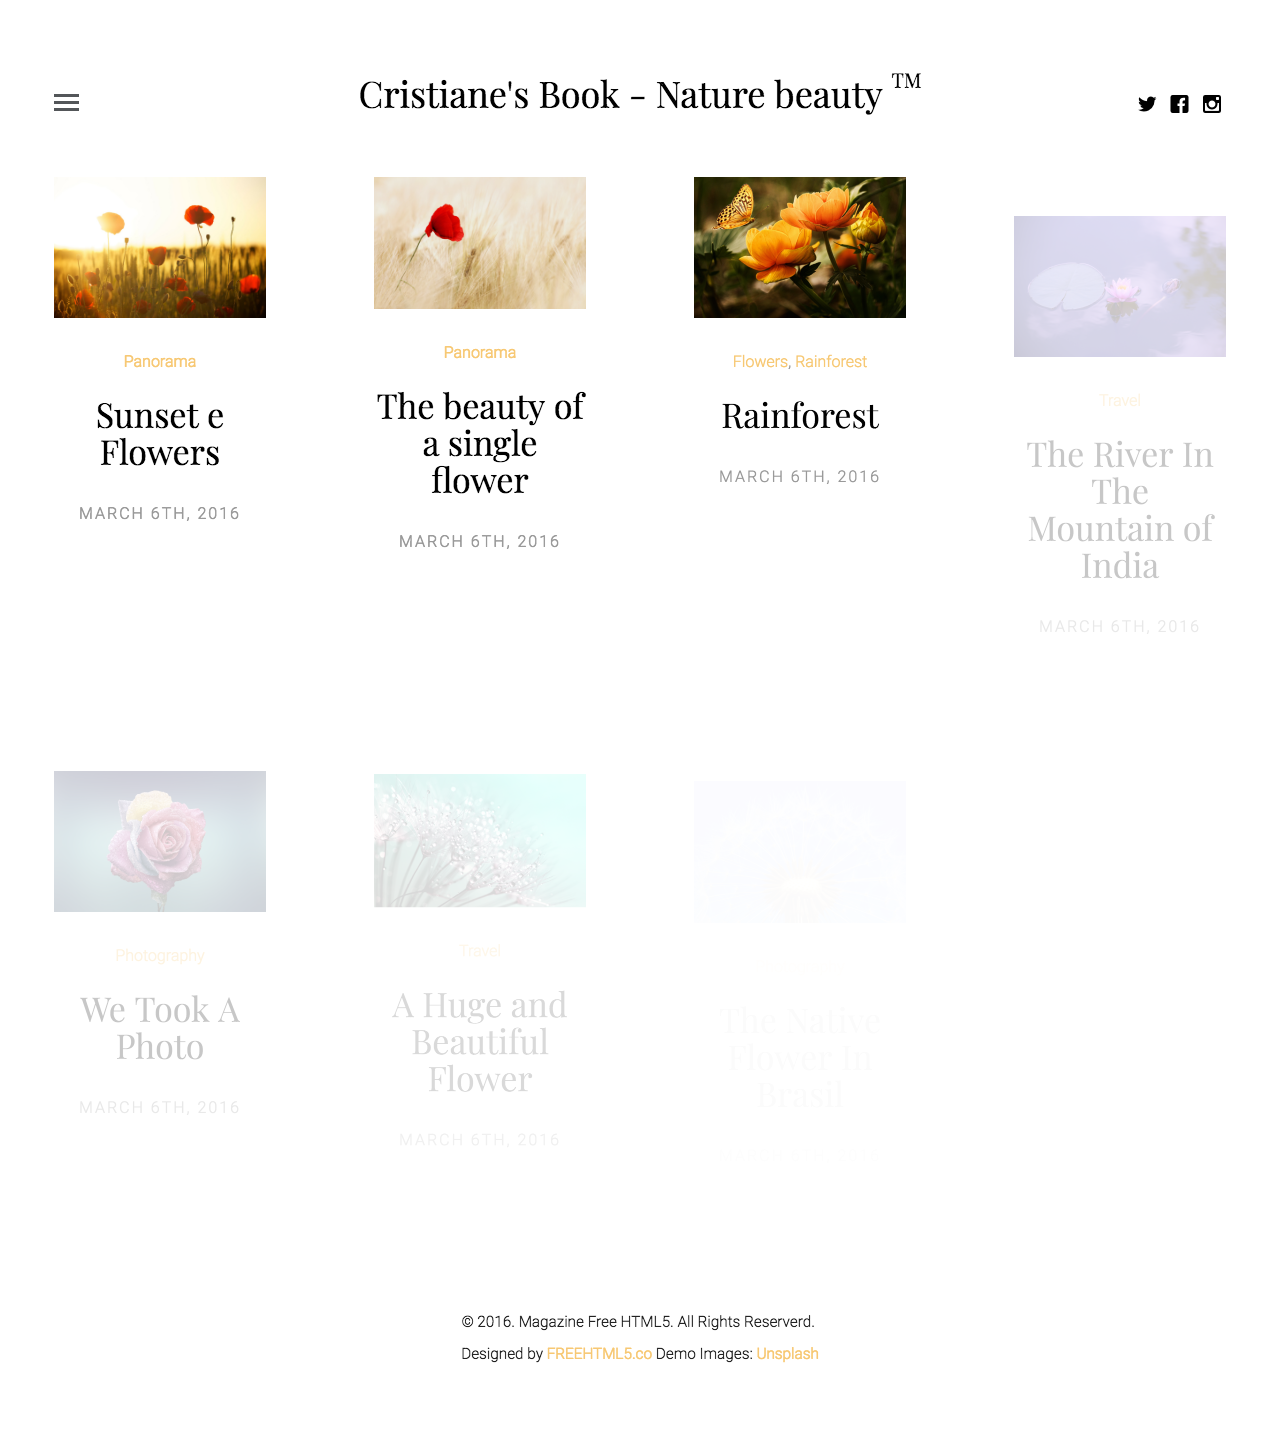 Cristiane's Book - Nature beauty ™
Panorama
Sunset e
Flowers
MARCH 6TH, 2016
Panorama
The beauty of
a single
flower
MARCH 6TH, 2016
Flowers, Rainforest
Rainforest
MARCH 6TH, 2016
Travel
The River In
The
Mountain of
India
MARCH 6TH, 2016
Photography
We Took A
Photo
MARCH 6TH, 2016
Travel
A Huge and
Beautiful
Flower
MARCH 6TH, 2016
The Native
Flower In
Brasil
© 2016. Magazine Free HTML5. All Rights Reserverd.
Designed by FREEHTML5.co Demo Images: Unsplash